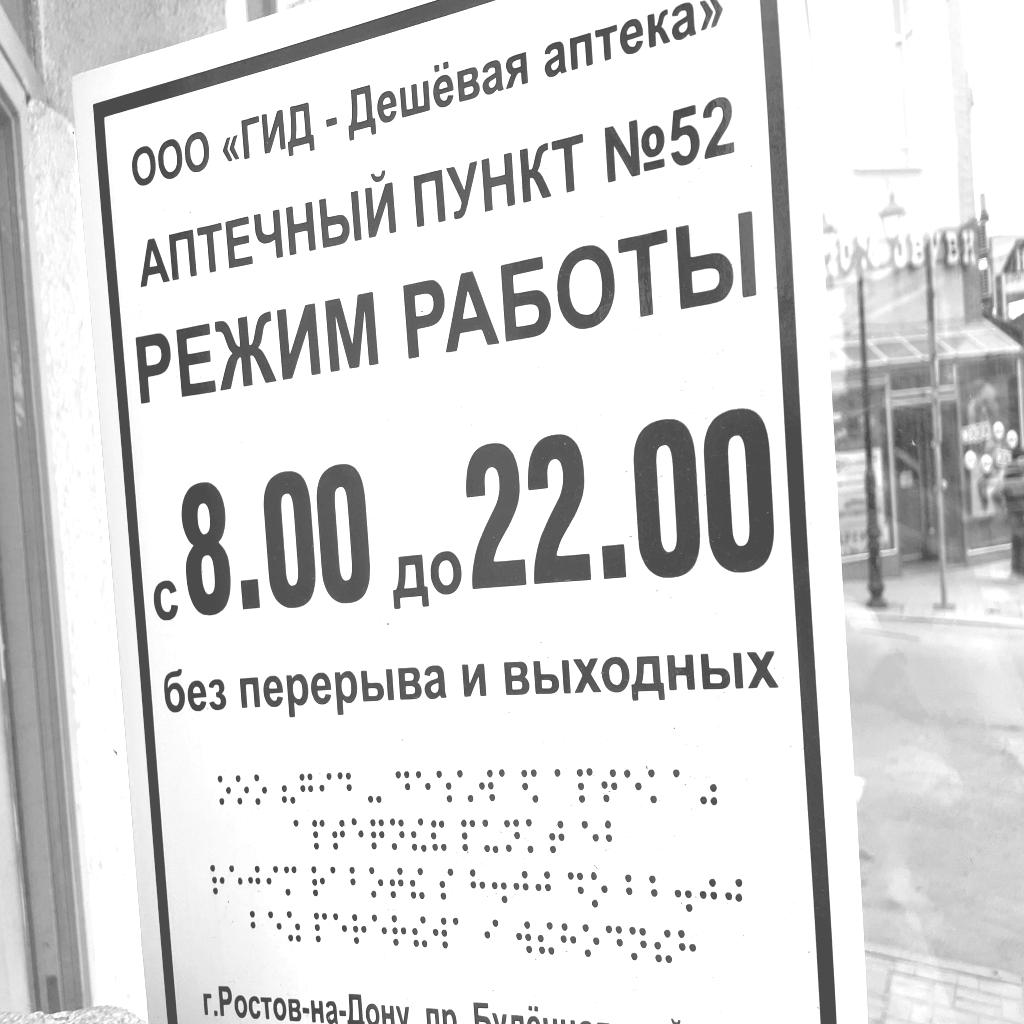 ООО «ГИД - Дешёвая аптека»
АПТЕЧНЫЙ ПУНКТ №52
РЕЖИМ РАБОТЫ
с 8.00 до 22.00
без перерыва и выходных
г.Ростов-на-Дону, пр.